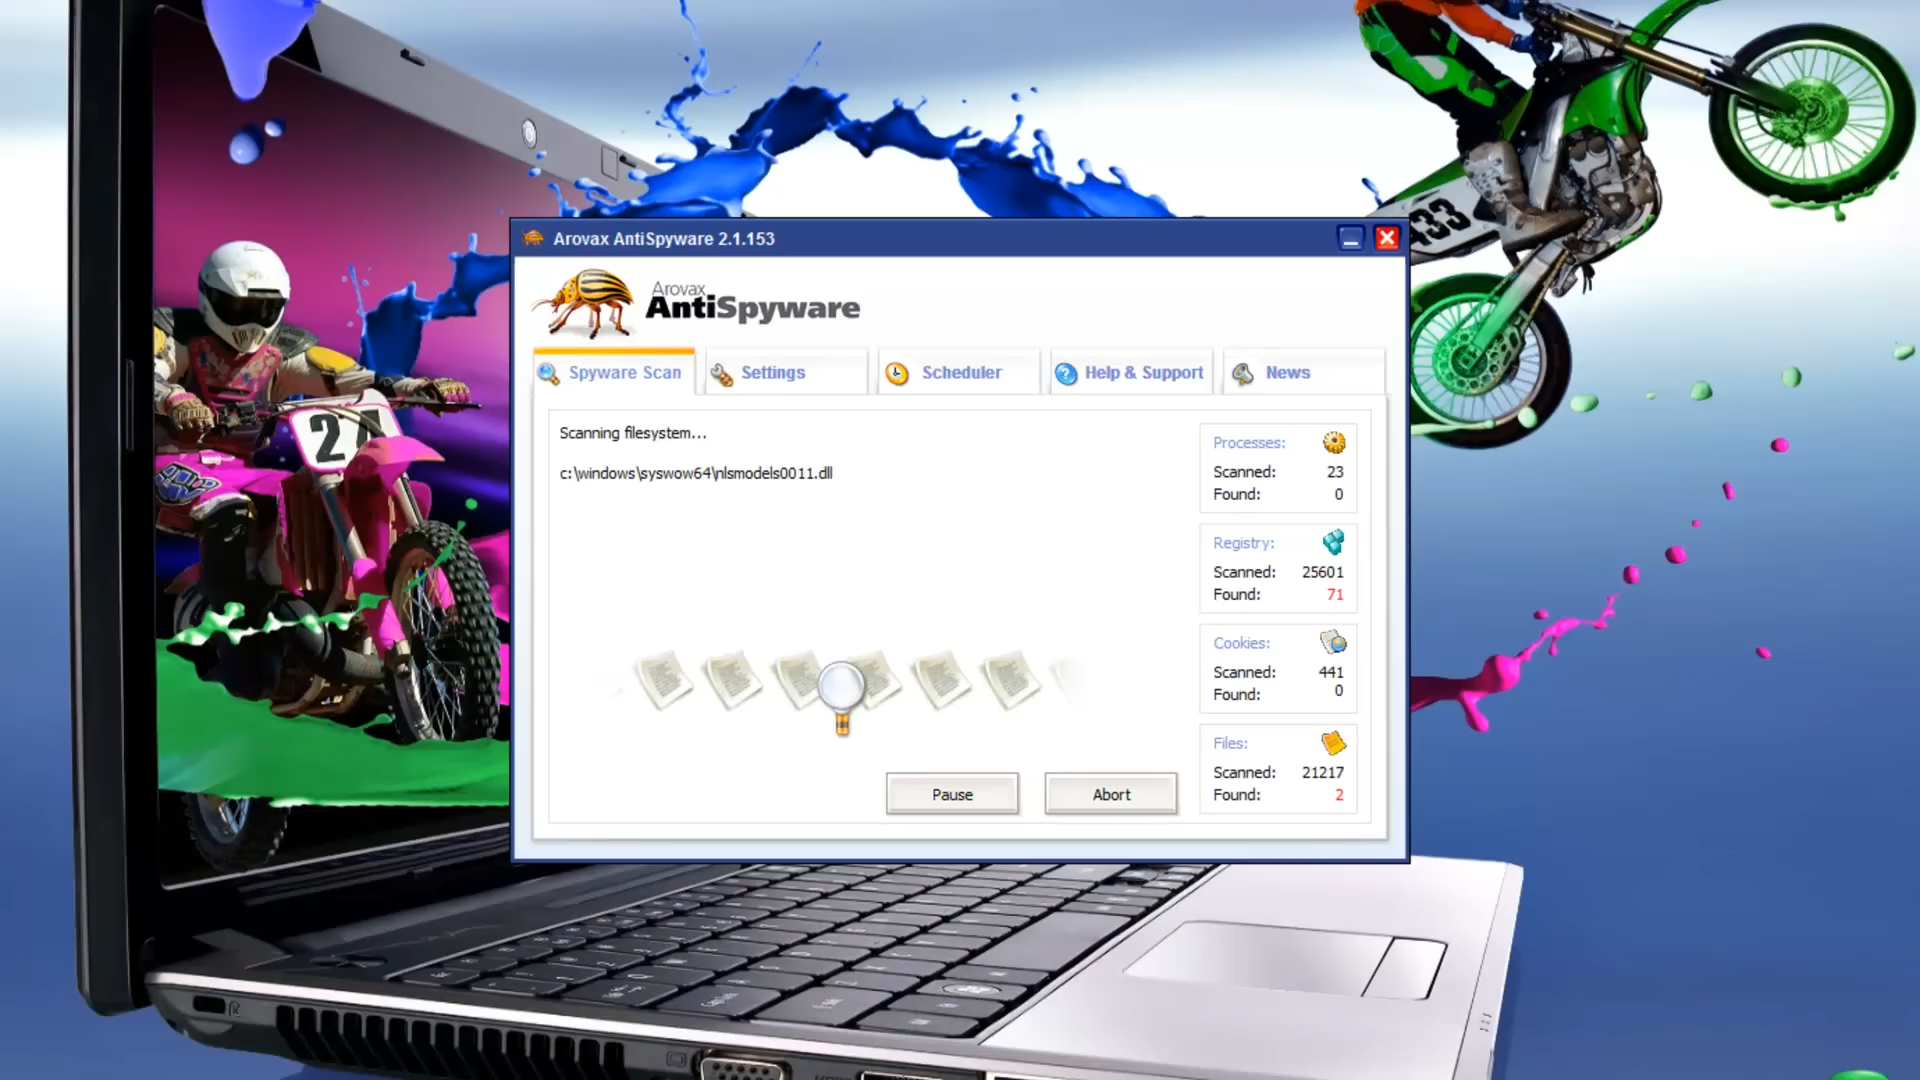 Arovax AntiSpyware 2.1.153
Arovax
AntiSpyware
Spyware Scan
Settings
Scheduler
Help & Support
News
Scanning filesystem...
c:\windows\syswow64\nlsmodels0011.dll
Pause
Abort
Processes:
Scanned: 23
Found: 0
Registry:
Scanned: 25601
Found: 71
Cookies:
Scanned: 441
Found: 0
Files:
Scanned: 21217
Found: 2
433